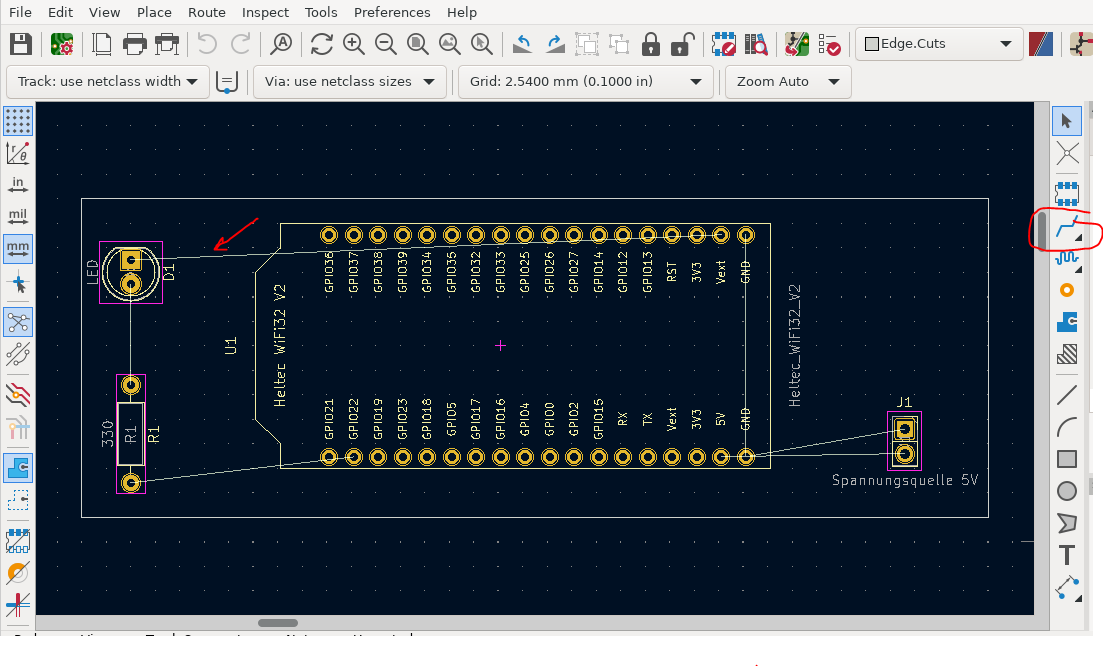 File Edit View Place Route Inspect Tools Preferences Help
Edge.Cuts
Track: use netclass width Via: use netclass sizes Grid: 2.5400 mm (0.1000 in) Zoom Auto
in
mil
mm
LED
D1
GPIO36 GPIO37 GPIO38 GPIO39 GPIO34 GPIO35 GPIO32 GPIO33 GPIO25 GPIO26 GPIO27 GPIO14 GPIO12 GPIO13 RST 3V3 Vext GND
U1
Heltec WiFi32 V2
Heltec_WiFi32_V2
GPIO21 GPIO22 GPIO19 GPIO23 GPIO18 GPIO5 GPIO17 GPIO16 GPIO4 GPIO0 GPIO2 GPIO15 RX TX Vext 3V3 5V GND
330
R1
R1
J1
Spannungsquelle 5V